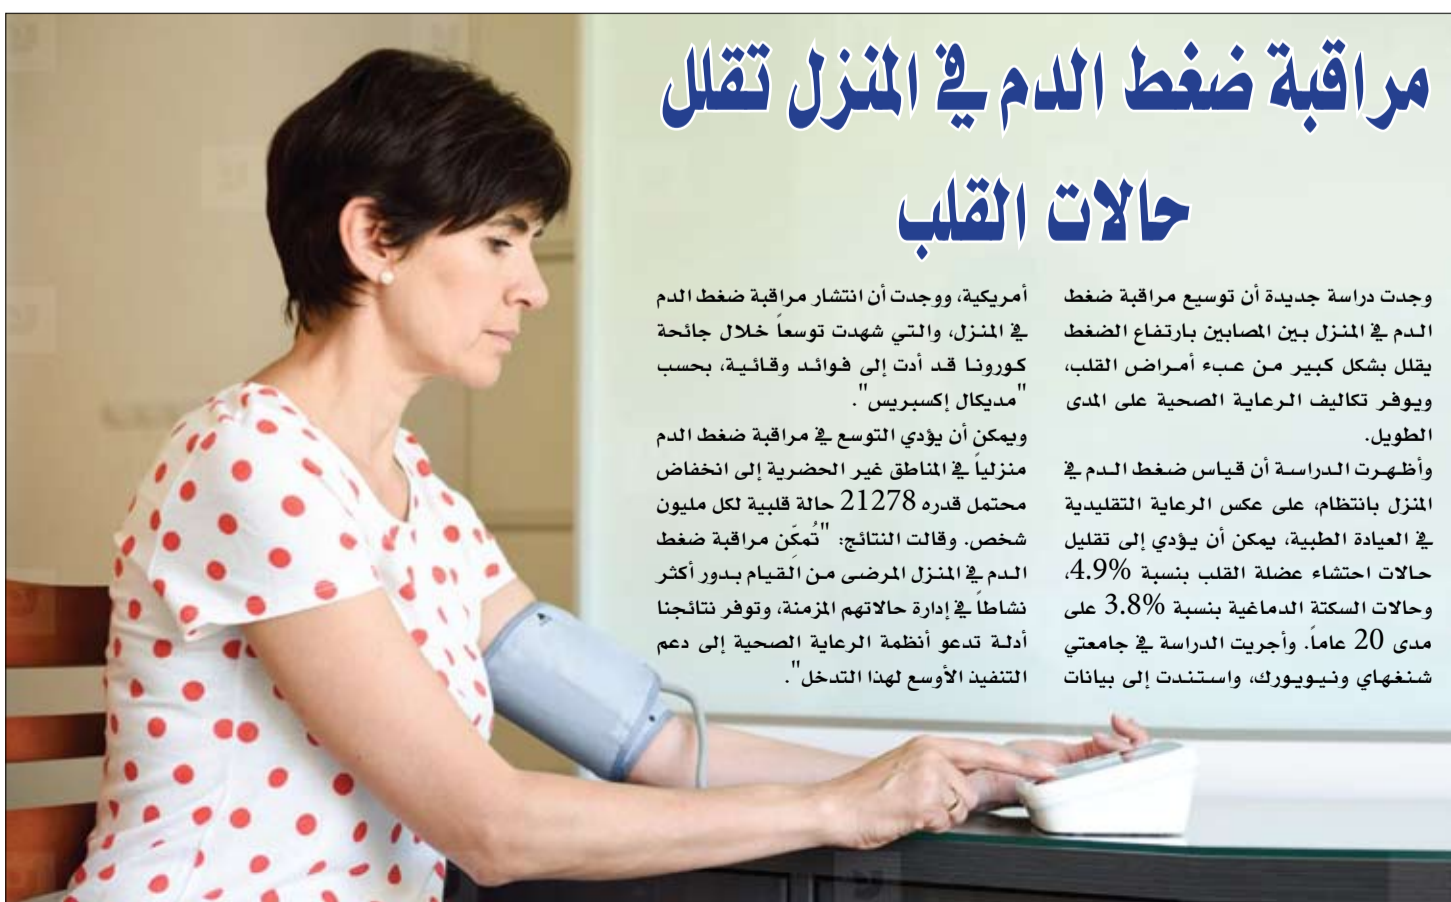 مراقبة ضغط الدم في المنزل تقلل
حالات القلب
وجدت دراسة جديدة أن توسيع مراقبة ضغط
الدم في المنزل بين المصابين بارتفاع الضغط
يقلل بشكل كبير من عبء أمراض القلب،
ويوفر تكاليف الرعاية الصحية على المدى
الطويل.
وأظهرت الدراسة أن قياس ضغط الدم في
المنزل بانتظام، على عكس الرعاية التقليدية
في العيادة الطبية، يمكن أن يؤدي إلى تقليل
حالات احتشاء عضلة القلب بنسبة 4.9%،
وحالات السكتة الدماغية بنسبة 3.8% على
مدى 20 عاماً. وأجريت الدراسة في جامعتي
شنغهاي ونيويورك، واستندت إلى بيانات
أمريكية، ووجدت أن انتشار مراقبة ضغط الدم
في المنزل، والتي شهدت توسعاً خلال جائحة
كورونا قد أدت إلى فوائد وقائية، بحسب
"مديكال إكسبريس".
ويمكن أن يؤدي التوسع في مراقبة ضغط الدم
منزلياً في المناطق غير الحضرية إلى انخفاض
محتمل قدره 21278 حالة قلبية لكل مليون
شخص. وقالت النتائج: "تُمكّن مراقبة ضغط
الدم في المنزل المرضى من القيام بدور أكثر
نشاطاً في إدارة حالاتهم المزمنة، وتوفر نتائجنا
أدلة تدعو أنظمة الرعاية الصحية إلى دعم
التنفيذ الأوسع لهذا التدخل".